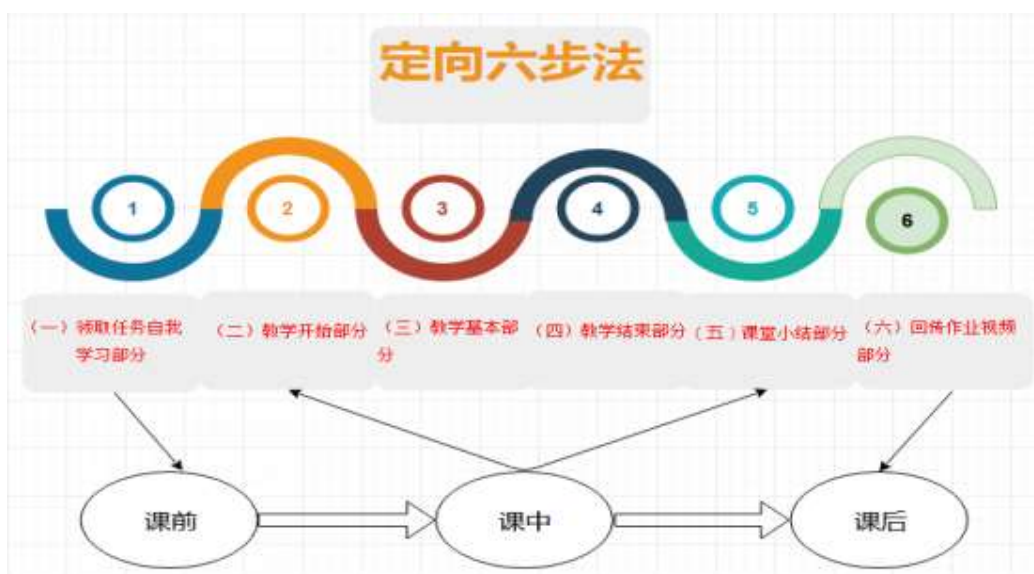 定向六步法
1
2
3
4
5
6
（一）领取任务自我
学习部分
（二）教学开始部分
（三）教学基本部
分
（四）教学结束部分
（五）课堂小结部分
（六）回传作业视频
部分
课前
课中
课后